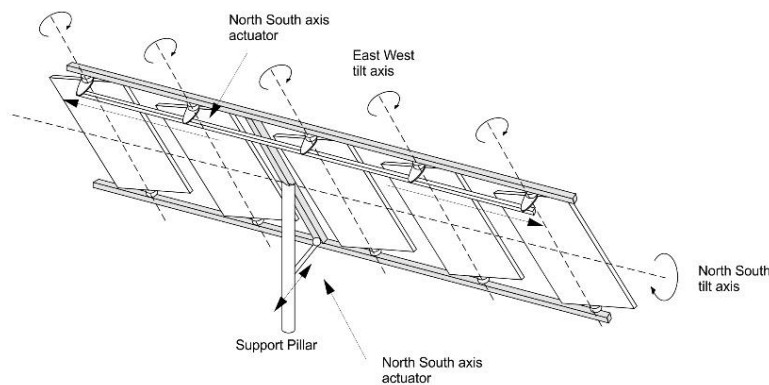 North South axis
actuator
East West
tilt axis
North South
tilt axis
Support Pillar
North South axis
actuator